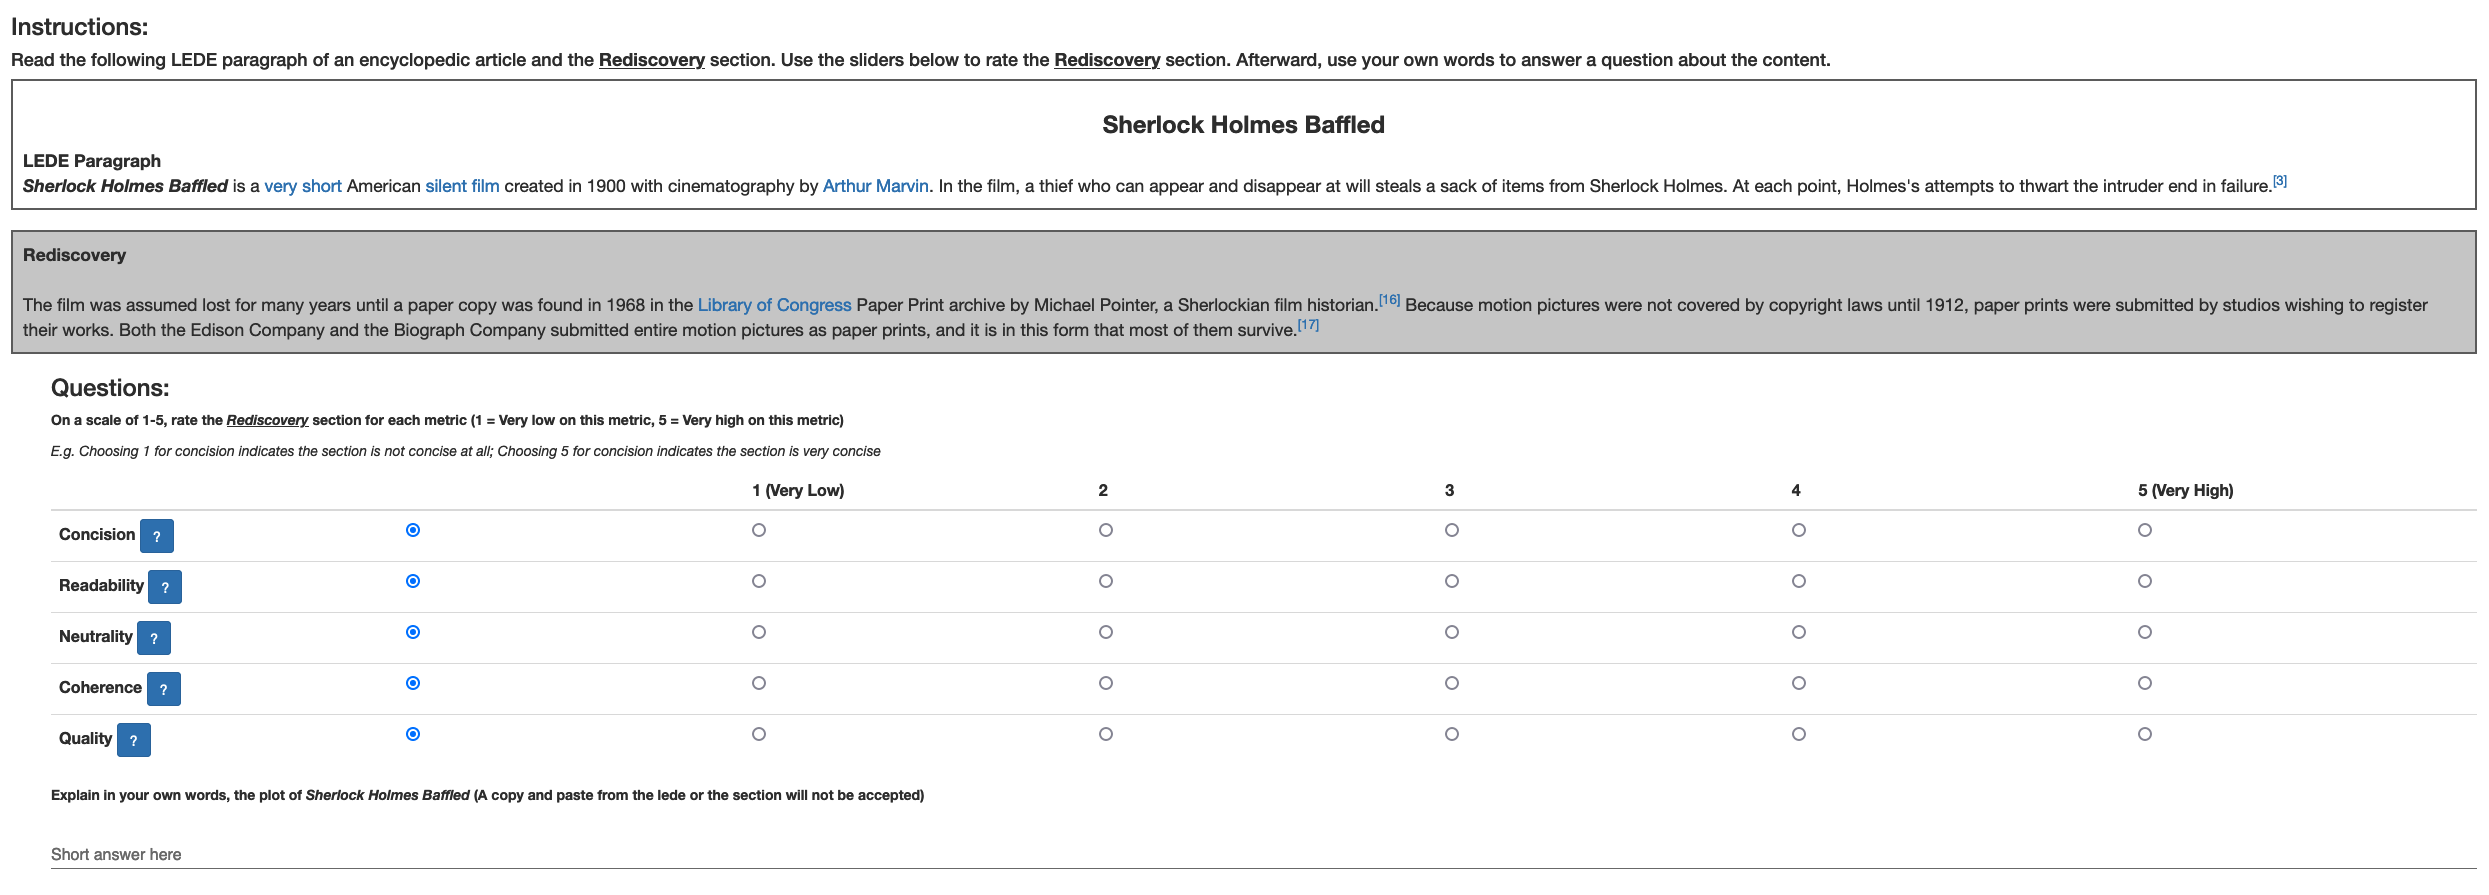 Instructions:
Read the following LEDE paragraph of an encyclopedic article and the Rediscovery section. Use the sliders below to rate the Rediscovery section. Afterward, use your own words to answer a question about the content.
Sherlock Holmes Baffled
LEDE Paragraph
Sherlock Holmes Baffled is a very short American silent film created in 1900 with cinematography by Arthur Marvin. In the film, a thief who can appear and disappear at will steals a sack of items from Sherlock Holmes. At each point, Holmes's attempts to thwart the intruder end in failure.[3]
Rediscovery
The film was assumed lost for many years until a paper copy was found in 1968 in the Library of Congress Paper Print archive by Michael Pointer, a Sherlockian film historian.[16] Because motion pictures were not covered by copyright laws until 1912, paper prints were submitted by studios wishing to register
their works. Both the Edison Company and the Biograph Company submitted entire motion pictures as paper prints, and it is in this form that most of them survive.[17]
Questions:
On a scale of 1-5, rate the Rediscovery section for each metric (1 = Very low on this metric, 5 = Very high on this metric)
E.g. Choosing 1 for concision indicates the section is not concise at all; Choosing 5 for concision indicates the section is very concise
1 (Very Low) 2 3 4 5 (Very High)
Concision ?
Readability ?
Neutrality ?
Coherence ?
Quality ?
Explain in your own words, the plot of Sherlock Holmes Baffled (A copy and paste from the lede or the section will not be accepted)
Short answer here